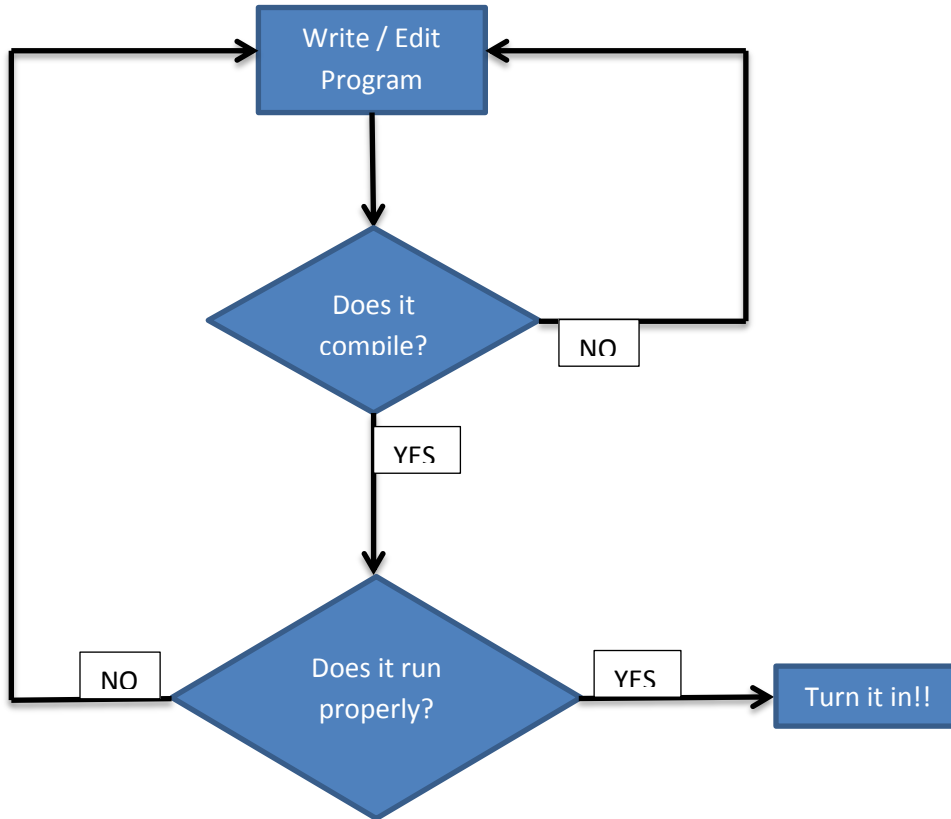 Write / Edit
Program
Does it
compile?
NO
YES
Does it run
properly?
NO
YES
Turn it in!!